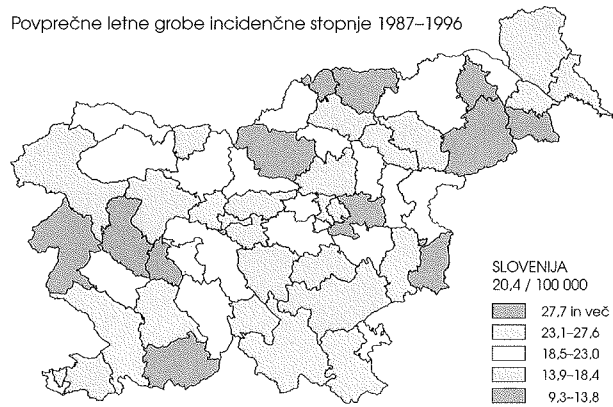 Povprečne letne grobe incidenčne stopnje 1987–1996
SLOVENIJA
20,4 / 100 000
27,7 in več
23,1–27,6
18,5–23,0
13,9–18,4
9,3–13,8